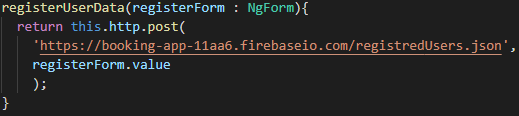 registerUserData(registerForm : NgForm){
return this.http.post(
'https://booking-app-11aa6.firebaseio.com/registredUsers.json',
registerForm.value
);
}